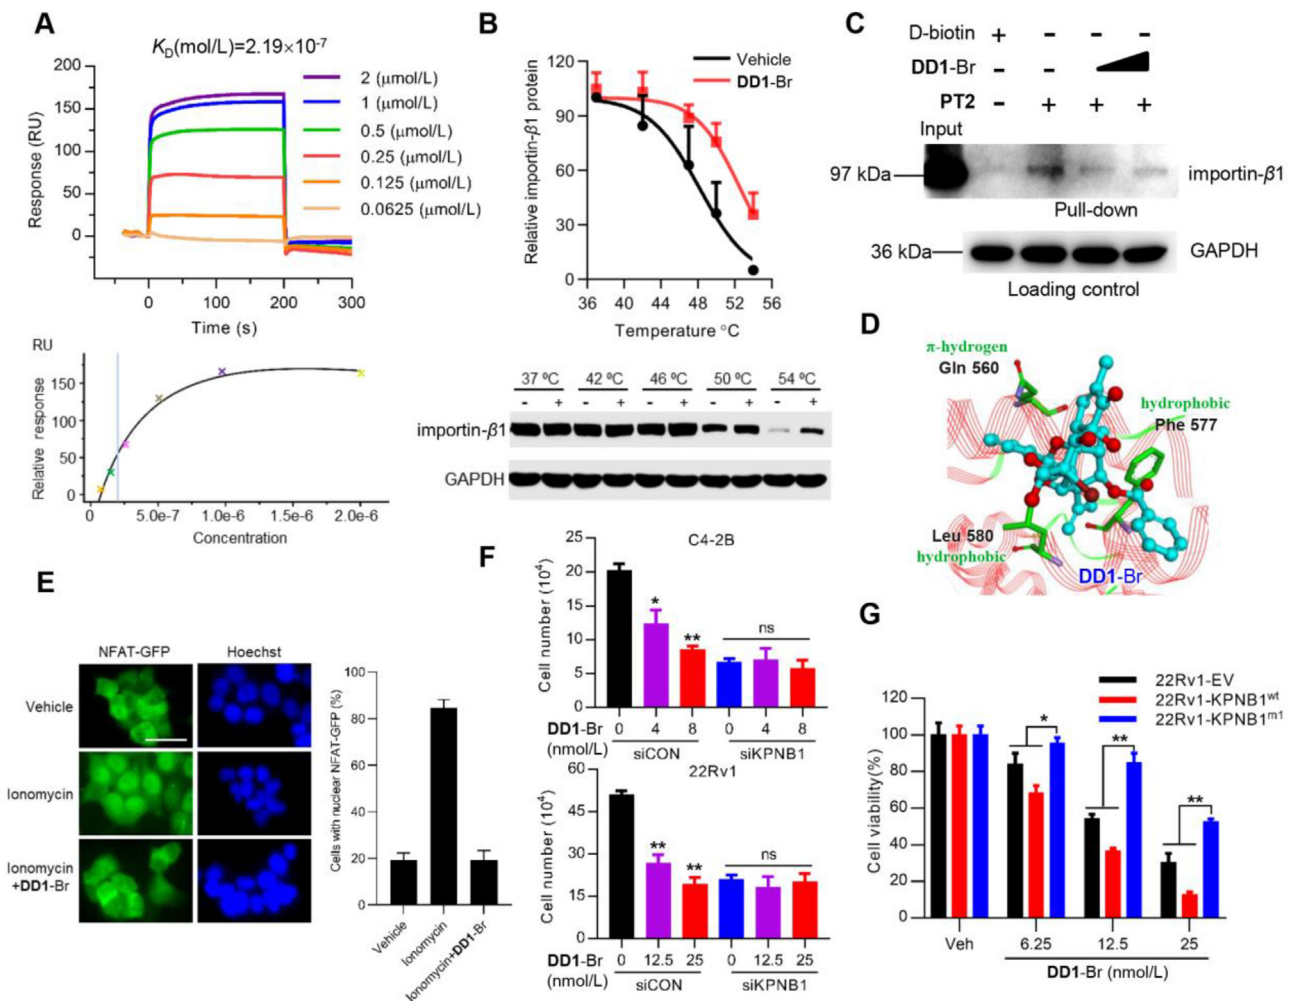 A
K_D(mol/L)=2.19×10⁻⁷
Response (RU)
200
150
100
50
0
0
100
200
300
Time (s)
2 (μmol/L)
1 (μmol/L)
0.5 (μmol/L)
0.25 (μmol/L)
0.125 (μmol/L)
0.0625 (μmol/L)
RU
Relative response
150
100
50
0
0
5.0e-7
1.0e-6
1.5e-6
2.0e-6
Concentration
B
Vehicle
DD1-Br
Relative importin-β1 protein
120
90
60
30
0
36 40 44 48 52 56
Temperature °C
37 ºC 42 ºC 46 ºC 50 ºC 54 ºC
- + - + - + - + - +
importin-β1
GAPDH
C
D-biotin + - - -
DD1-Br - -
PT2 - + + +
Input
97 kDa
importin-β1
Pull-down
36 kDa
GAPDH
Loading control
D
π-hydrogen
Gln 560
hydrophobic
Phe 577
Leu 580
hydrophobic
DD1-Br
E
NFAT-GFP
Hoechst
Vehicle
Ionomycin
Ionomycin
+DD1-Br
Cells with nuclear NFAT-GFP (%)
100
80
60
40
20
0
Vehicle
Ionomycin
Ionomycin+DD1-Br
F
C4-2B
Cell number (10⁴)
25
20
15
10
5
0
*
**
ns
DD1-Br 0 4 8 0 4 8
(nmol/L)
siCON
siKPNB1
22Rv1
Cell number (10⁴)
60
45
30
15
0
**
**
ns
DD1-Br 0 12.5 25 0 12.5 25
(nmol/L)
siCON
siKPNB1
G
22Rv1-EV
22Rv1-KPNB1ʷᵗ
22Rv1-KPNB1ᵐ¹
Cell viability(%)
120
100
80
60
40
20
0
*
**
**
Veh
6.25
12.5
25
DD1-Br (nmol/L)